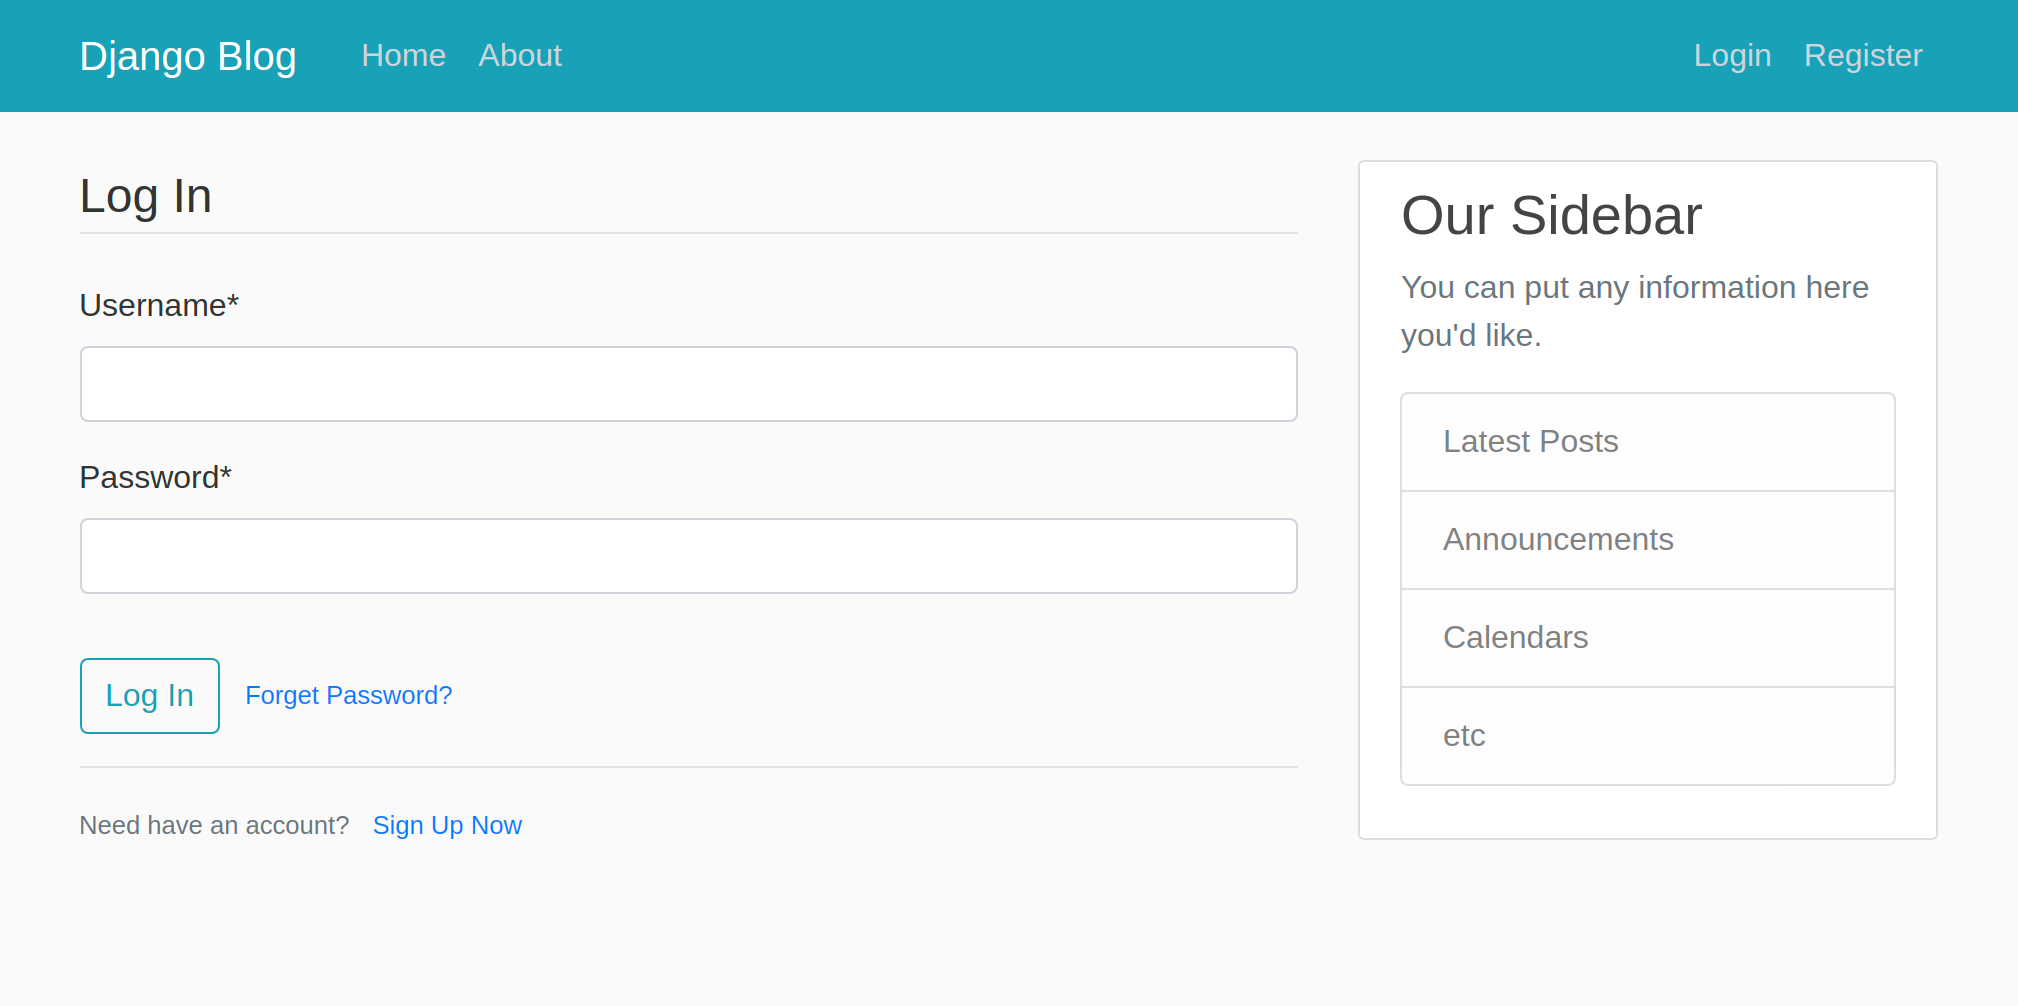 Django Blog Home About Login Register
Log In
Username*
Password*
Log In Forget Password?
Need have an account? Sign Up Now
Our Sidebar
You can put any information here
you'd like.
Latest Posts
Announcements
Calendars
etc